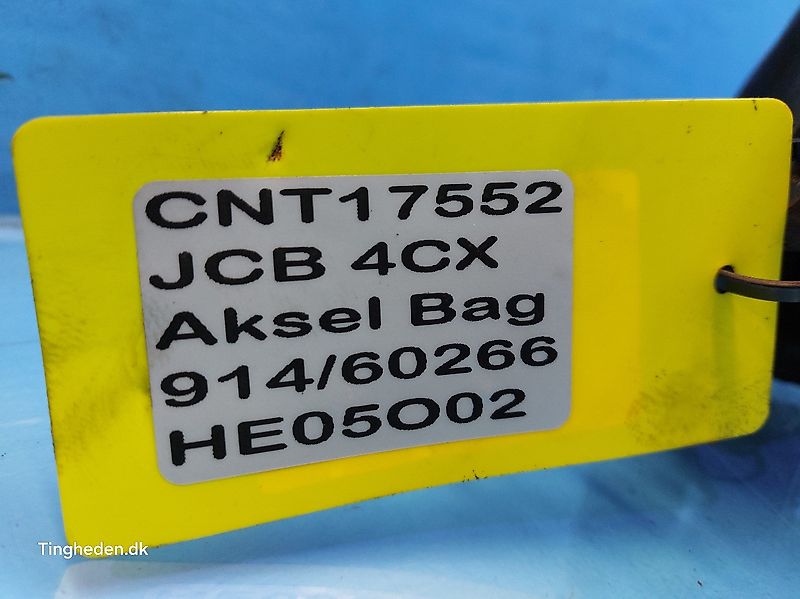 CNT17552
JCB 4CX
Aksel Bag
914/60266
HE05O02
Tingheden.dk